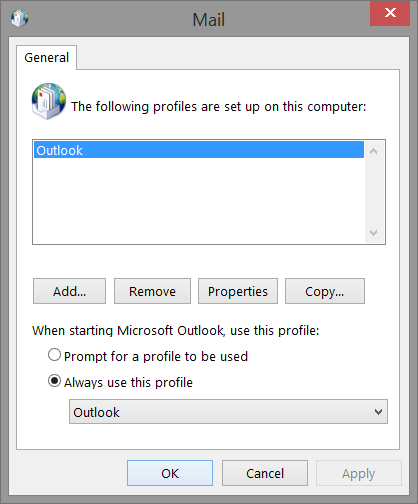 Mail
General
The following profiles are set up on this computer:
Outlook
Add...
Remove
Properties
Copy...
When starting Microsoft Outlook, use this profile:
Prompt for a profile to be used
Always use this profile
Outlook
OK
Cancel
Apply